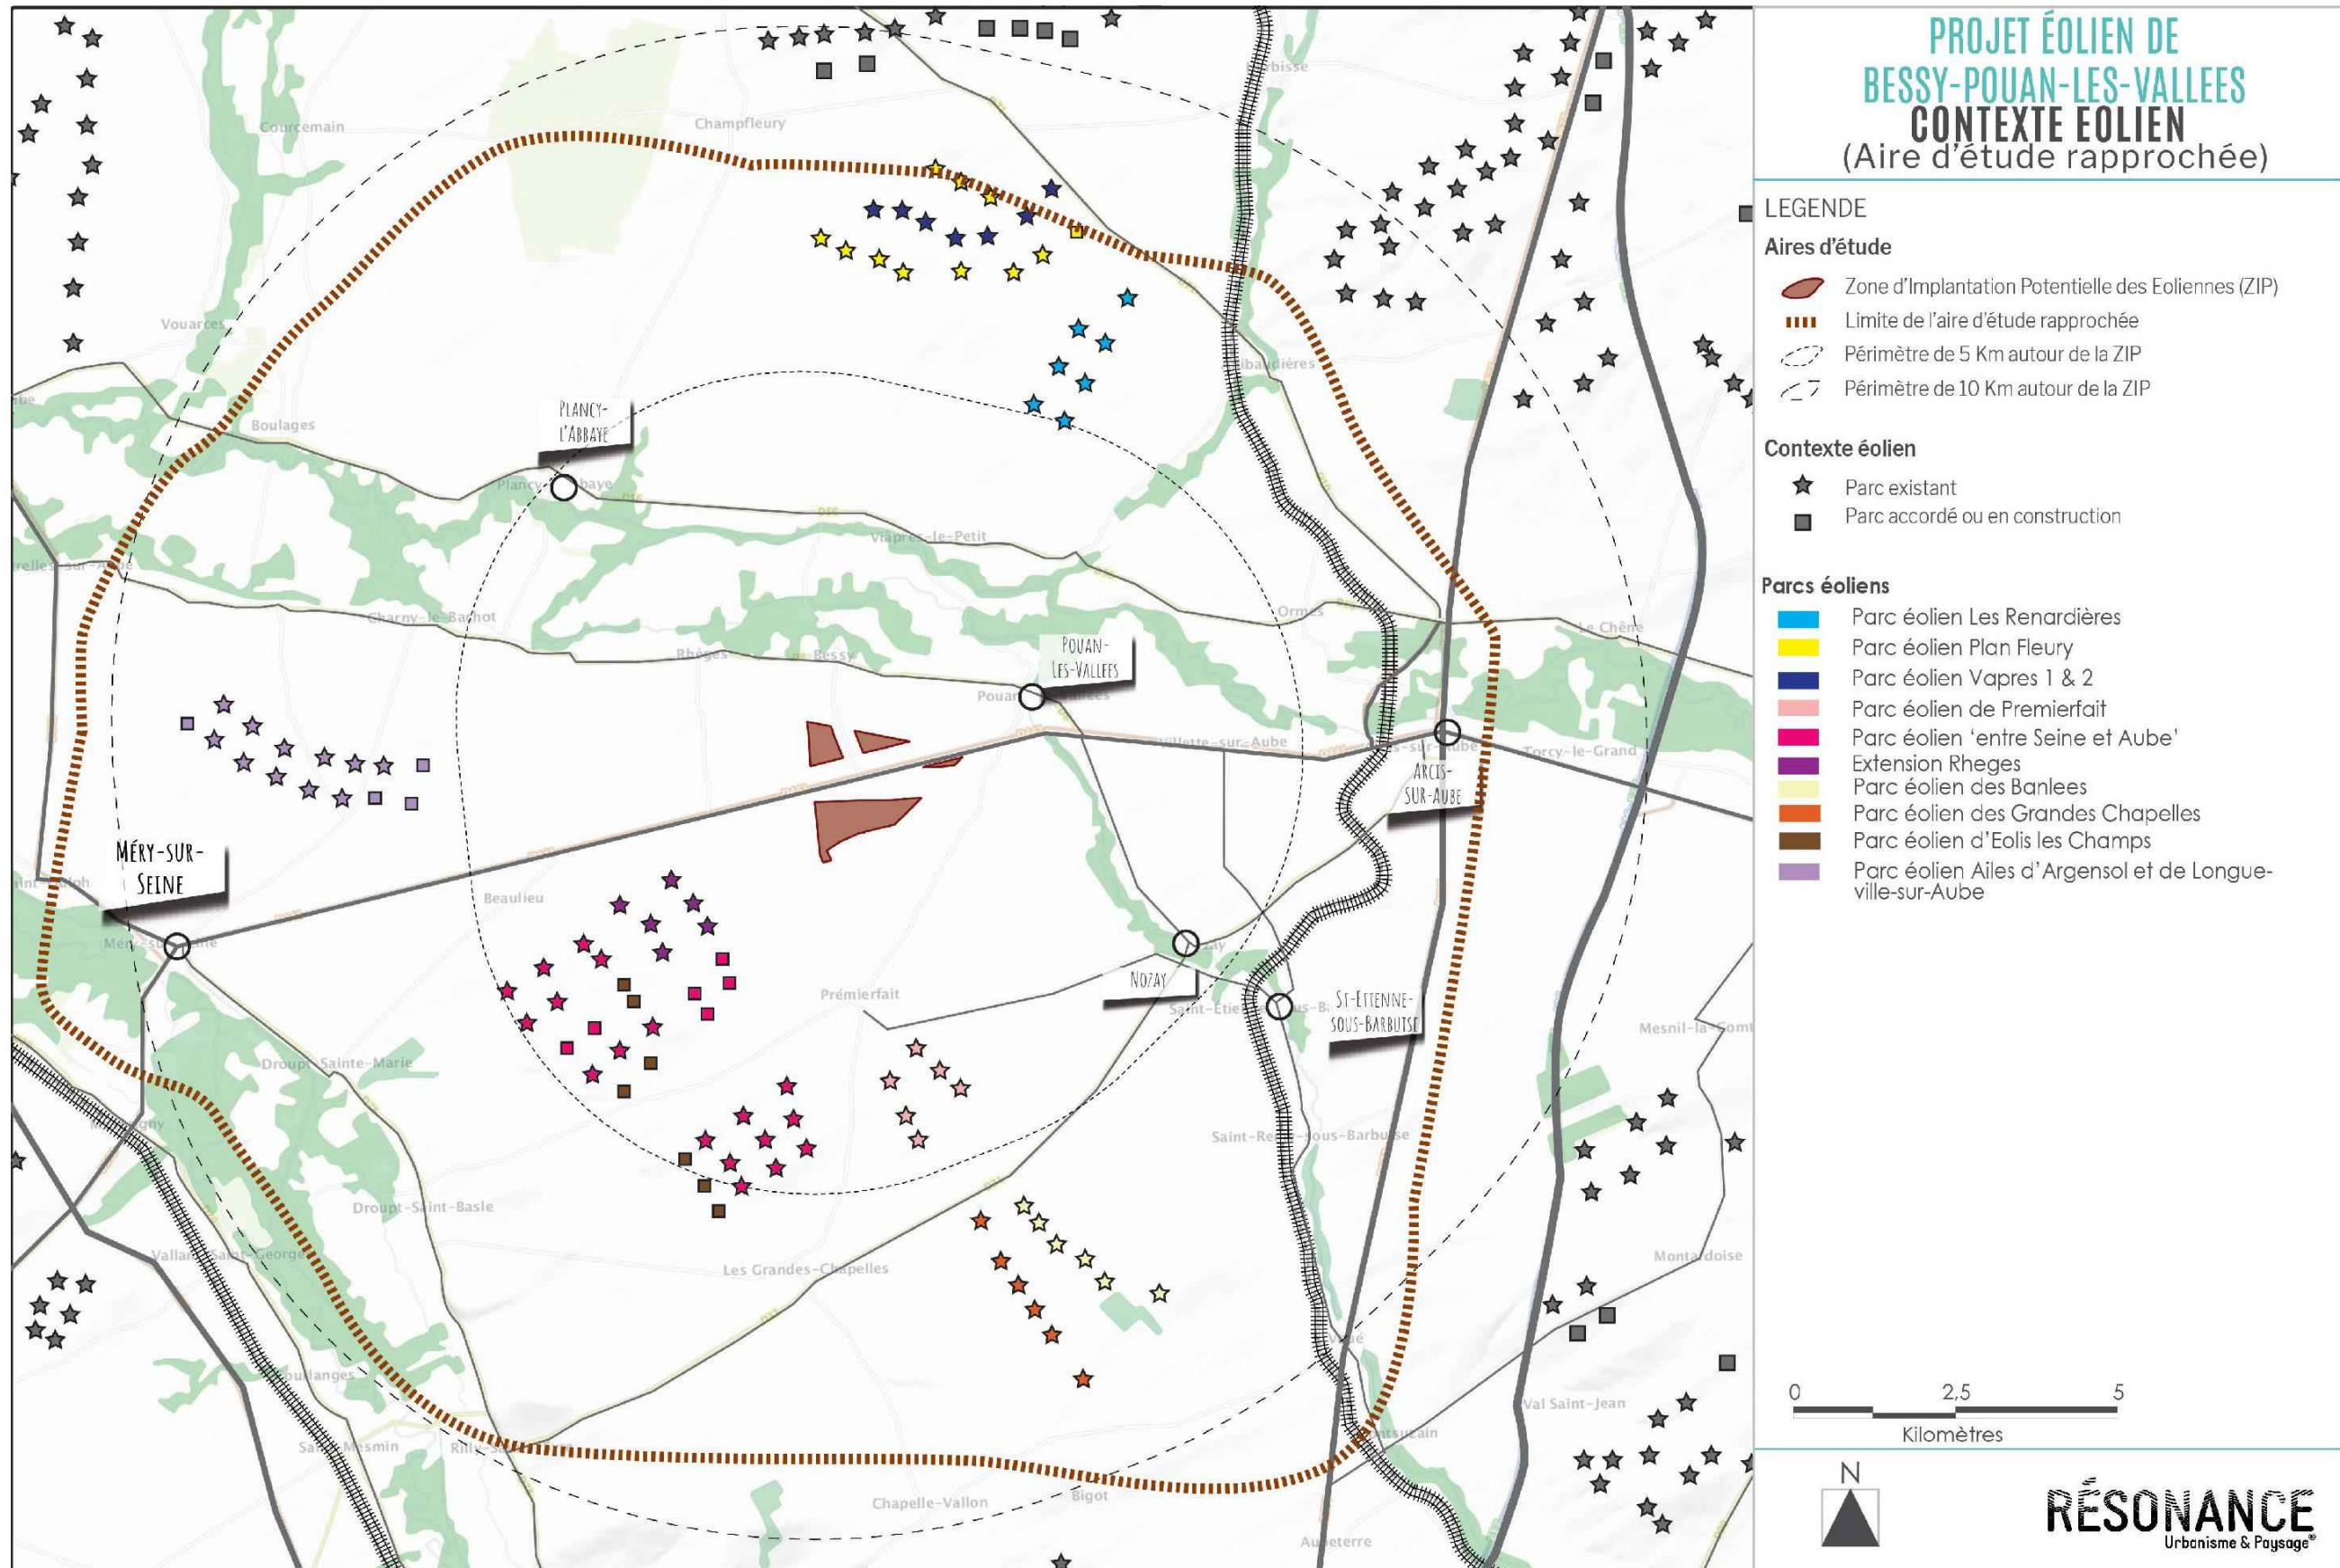 PROJET ÉOLIEN DE
BESSY-POUAN-LES-VALLEES
CONTEXTE EOLIEN
(Aire d'étude rapprochée)
LEGENDE
Aires d'étude
Zone d'Implantation Potentielle des Eoliennes (ZIP)
Limite de l'aire d'étude rapprochée
Périmètre de 5 Km autour de la ZIP
Périmètre de 10 Km autour de la ZIP
Contexte éolien
Parc existant
Parc accordé ou en construction
Parcs éoliens
Parc éolien Les Renardières
Parc éolien Plan Fleury
Parc éolien Vapres 1 & 2
Parc éolien de Premierfait
Parc éolien 'entre Seine et Aube'
Extension Rheges
Parc éolien des Banlees
Parc éolien des Grandes Chapelles
Parc éolien d'Eolis les Champs
Parc éolien Ailes d'Argensol et de Longue-
ville-sur-Aube
0 2,5 5
Kilomètres
N
RÉSONANCE
Urbanisme & Paysage
Courcemain
Champfleury
Vouarces
Boulages
PLANCY-
L'ABBAYE
Viâpres-le-Petit
Charny-le-Bachot
Rhèges
Bessy
POUAN-
LES-VALLEES
Ormes
Le Chêne
Villette-sur-Aube
Torcy-le-Grand
ARCIS-
SUR-AUBE
MÉRY-SUR-
SEINE
Beaulieu
Prémierfait
NOZAY
ST-ETIENNE-
SOUS-BARBUISE
Droupt-Sainte-Marie
Saint-Remy-sous-Barbuise
Droupt-Saint-Basle
Les Grandes-Chapelles
Vallant-Saint-Georges
Val Saint-Jean
Chapelle-Vallon
Bigot